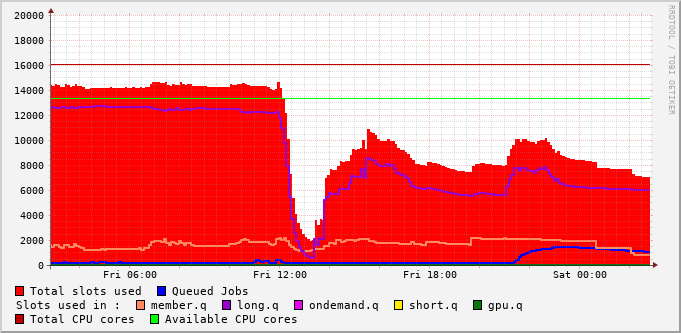 RRDTOOL / TOBI OETIKER
20000
18000
16000
14000
12000
10000
8000
6000
4000
2000
0
Fri 06:00 Fri 12:00 Fri 18:00 Sat 00:00
Total slots used Queued Jobs
Slots used in : member.q long.q ondemand.q short.q gpu.q
Total CPU cores Available CPU cores